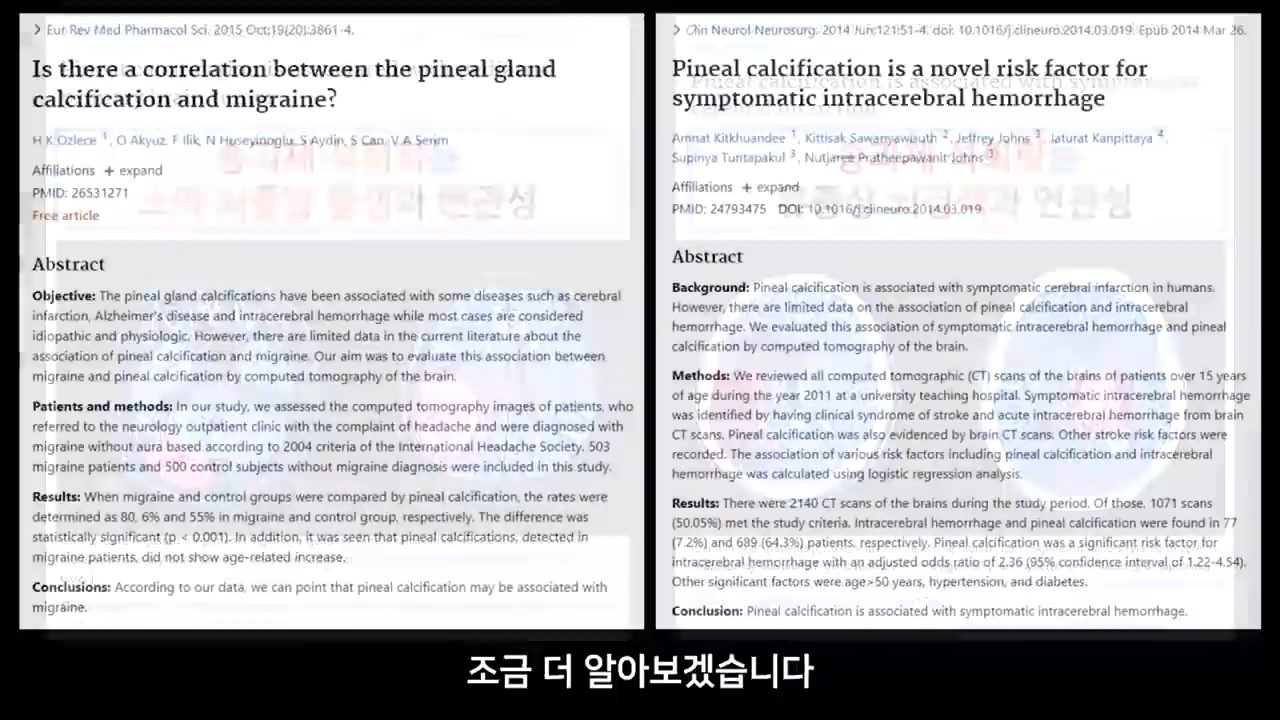 Eur Rev Med Pharmacol Sci. 2015 Oct;19(20):3861-4.
Is there a correlation between the pineal gland
calcification and migraine?
H K Ozlece 1, O Akyuz, F Ilik, N Huseyinoglu, S Aydin, S Can, V A Serim
Affiliations + expand
PMID: 26531271
Free article
Abstract
Objective: The pineal gland calcifications have been associated with some diseases such as cerebral
infarction, Alzheimer's disease and intracerebral hemorrhage while most cases are considered
idiopathic and physiologic. However, there are limited data in the current literature about the
association of pineal calcification and migraine. Our aim was to evaluate this association between
migraine and pineal calcification by computed tomography of the brain.
Patients and methods: In our study, we assessed the computed tomography images of patients, who
referred to the neurology outpatient clinic with the complaint of headache and were diagnosed with
migraine without aura based according to 2004 criteria of the International Headache Society. 503
migraine patients and 500 control subjects without migraine diagnosis were included in this study.
Results: When migraine and control groups were compared by pineal calcification, the rates were
determined as 80, 6% and 55% in migraine and control group, respectively. The difference was
statistically significant (p < 0.001). In addition, it was seen that pineal calcifications, detected in
migraine patients, did not show age-related increase.
Conclusions: According to our data, we can point that pineal calcification may be associated with
migraine.
Clin Neurol Neurosurg. 2014 Jun;121:51-4. doi: 10.1016/j.clineuro.2014.03.019. Epub 2014 Mar 26.
Pineal calcification is a novel risk factor for
symptomatic intracerebral hemorrhage
Amnat Kitkhuandee 1, Kittisak Sawanyawisuth 2, Jeffrey Johns 3, Jaturat Kanpittaya 4,
Supinya Tuntapakul 3, Nutjaree Pratheepawanit Johns 3
Affiliations + expand
PMID: 24793475 DOI: 10.1016/j.clineuro.2014.03.019
Abstract
Background: Pineal calcification is associated with symptomatic cerebral infarction in humans.
However, there are limited data on the association of pineal calcification and intracerebral
hemorrhage. We evaluated this association of symptomatic intracerebral hemorrhage and pineal
calcification by computed tomography of the brain.
Methods: We reviewed all computed tomographic (CT) scans of the brains of patients over 15 years
of age during the year 2011 at a university teaching hospital. Symptomatic intracerebral hemorrhage
was identified by having clinical syndrome of stroke and acute intracerebral hemorrhage from brain
CT scans. Pineal calcification was also evidenced by brain CT scans. Other stroke risk factors were
recorded. The association of various risk factors including pineal calcification and intracerebral
hemorrhage was calculated using logistic regression analysis.
Results: There were 2140 CT scans of the brains during the study period. Of those, 1071 scans
(50.05%) met the study criteria. Intracerebral hemorrhage and pineal calcification were found in 77
(7.2%) and 689 (64.3%) patients, respectively. Pineal calcification was a significant risk factor for
intracerebral hemorrhage with an adjusted odds ratio of 2.36 (95% confidence interval of 1.22-4.54).
Other significant factors were age>50 years, hypertension, and diabetes.
Conclusion: Pineal calcification is associated with symptomatic intracerebral hemorrhage.
조금 더 알아보겠습니다